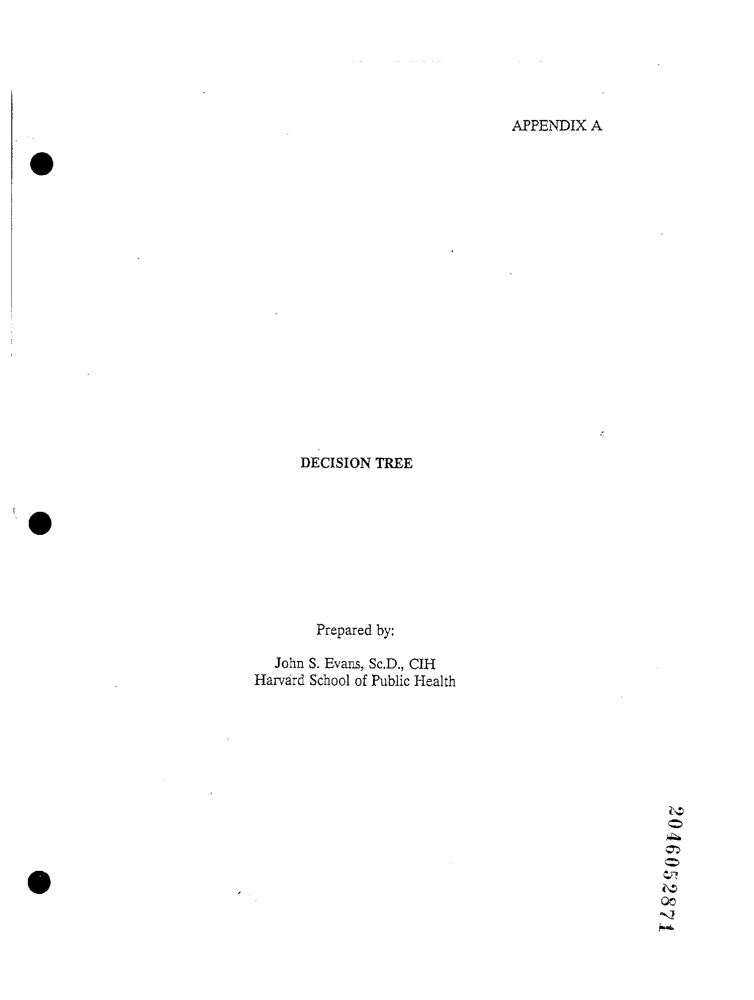 APPENDIX A
DECISION TREE
Prepared by:
John S. Evans, Sc.D., CIH
Harvard School of Public Health
2046052871